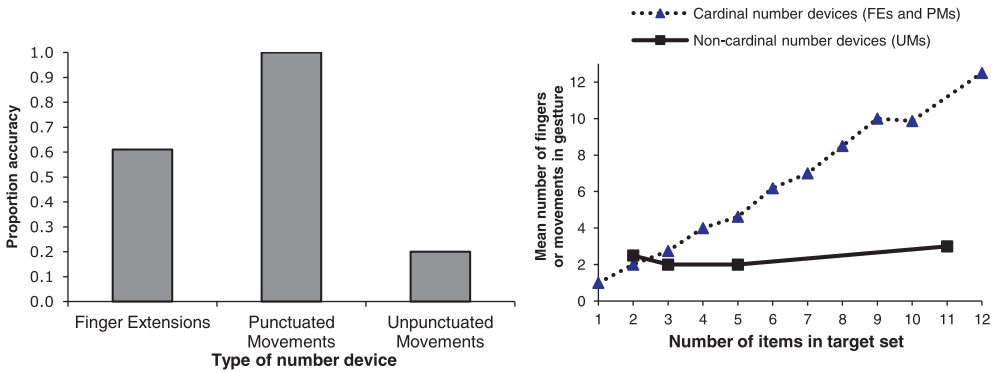 1.0
0.9
0.8
0.7
0.6
0.5
0.4
0.3
0.2
0.1
0.0
Proportion accuracy
Finger Extensions
Punctuated
Movements
Unpunctuated
Movements
Type of number device
Cardinal number devices (FEs and PMs)
Non-cardinal number devices (UMs)
Mean number of fingers
or movements in gestture
12
10
8
6
4
2
0
1 2 3 4 5 6 7 8 9 10 11 12
Number of items in target set